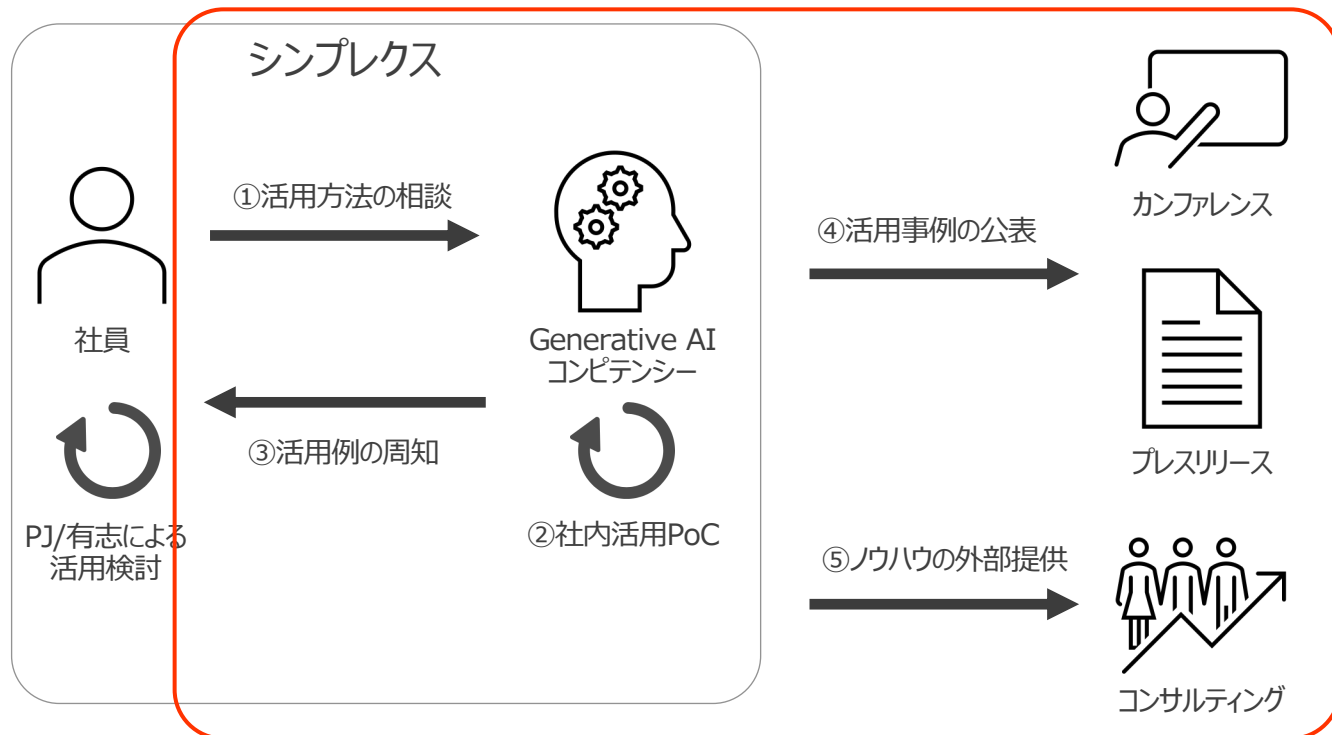 シンプレクス
①活用方法の相談
社員
Generative AI
コンピテンシー
③活用例の周知
PJ/有志による
活用検討
②社内活用PoC
④活用事例の公表
⑤ノウハウの外部提供
カンファレンス
プレスリリース
コンサルティング